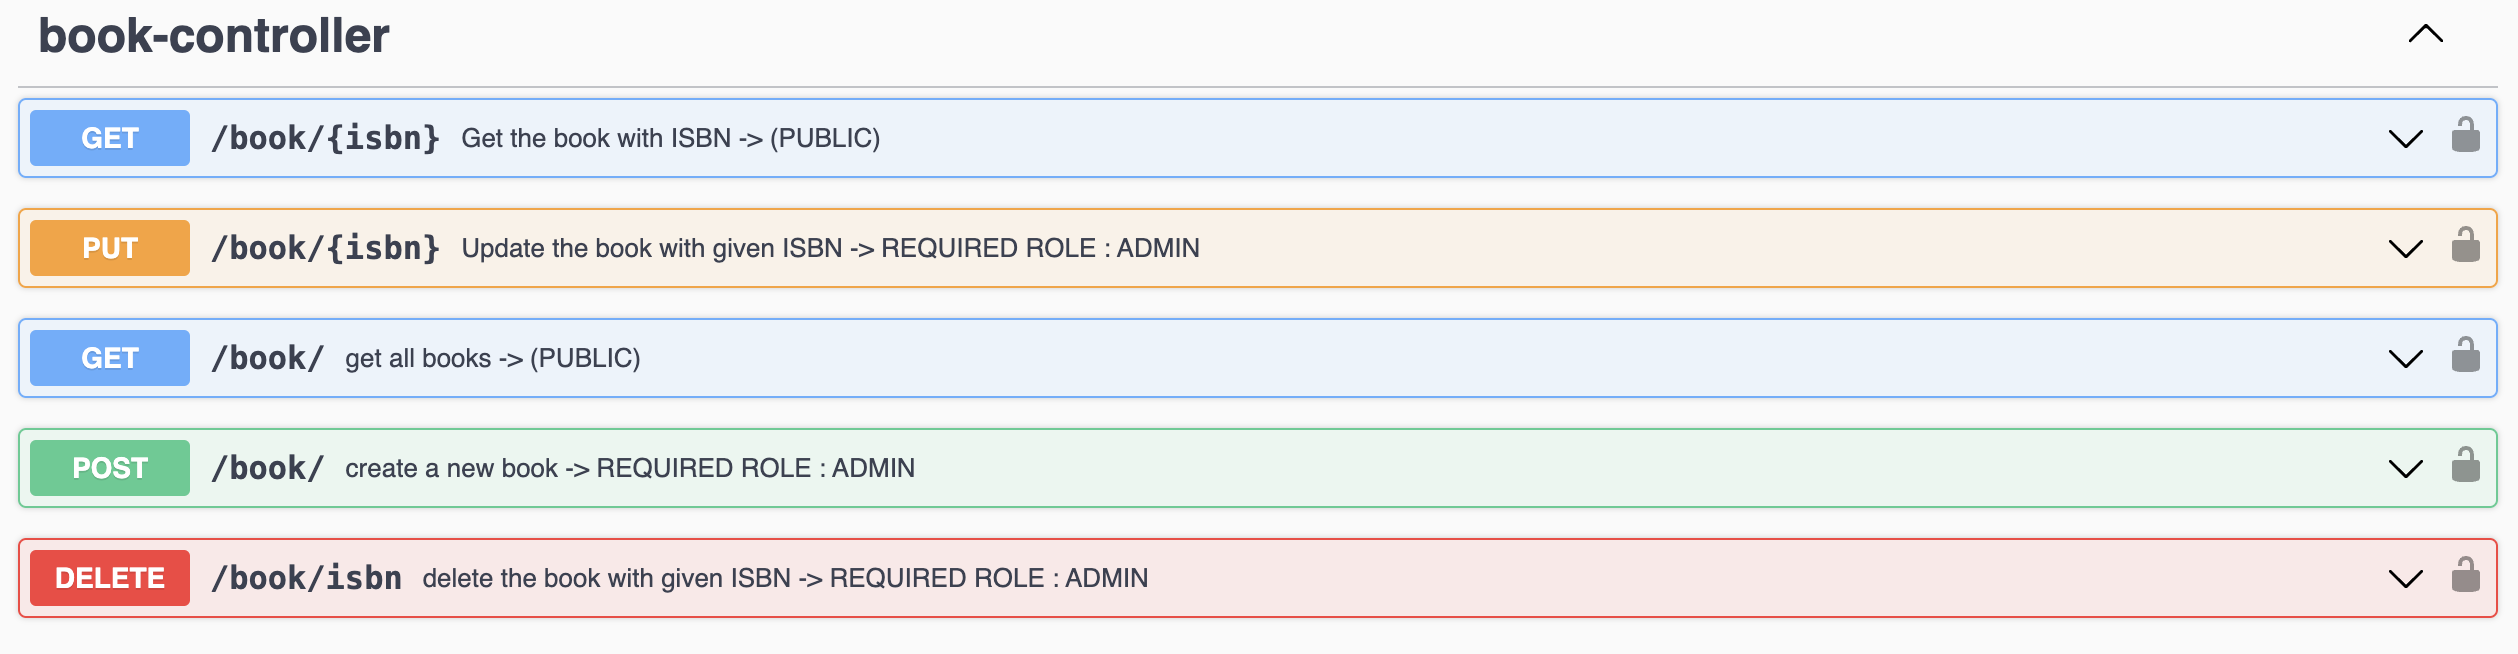 book-controller
GET /book/{isbn} Get the book with ISBN -> (PUBLIC)
PUT /book/{isbn} Update the book with given ISBN -> REQUIRED ROLE : ADMIN
GET /book/ get all books -> (PUBLIC)
POST /book/ create a new book -> REQUIRED ROLE : ADMIN
DELETE /book/isbn delete the book with given ISBN -> REQUIRED ROLE : ADMIN